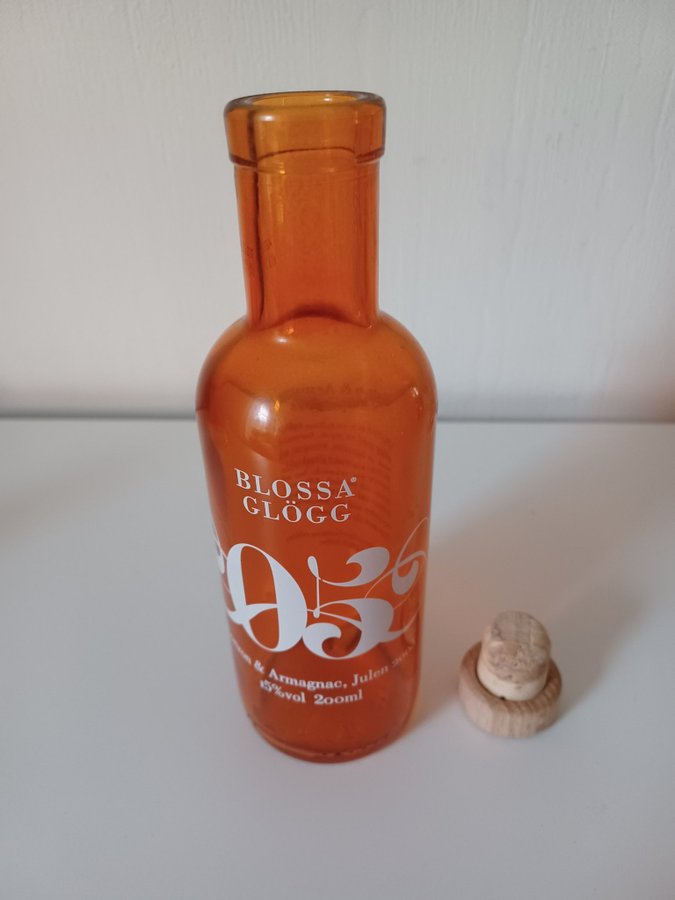 BLOSSA®
GLÖGG
05
& Armagnac, Julen
15%vol 200ml